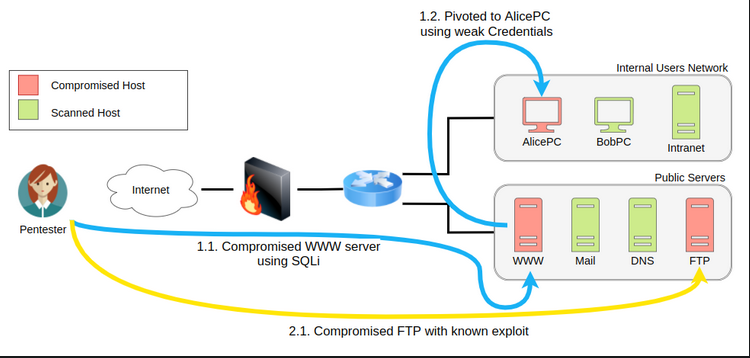 1.2. Pivoted to AlicePC
using weak Credentials
Internal Users Network
Compromised Host
Scanned Host
AlicePC
BobPC
Intranet
Public Servers
Internet
Pentester
WWW
Mail
DNS
FTP
1.1. Compromised WWW server
using SQLi
2.1. Compromised FTP with known exploit